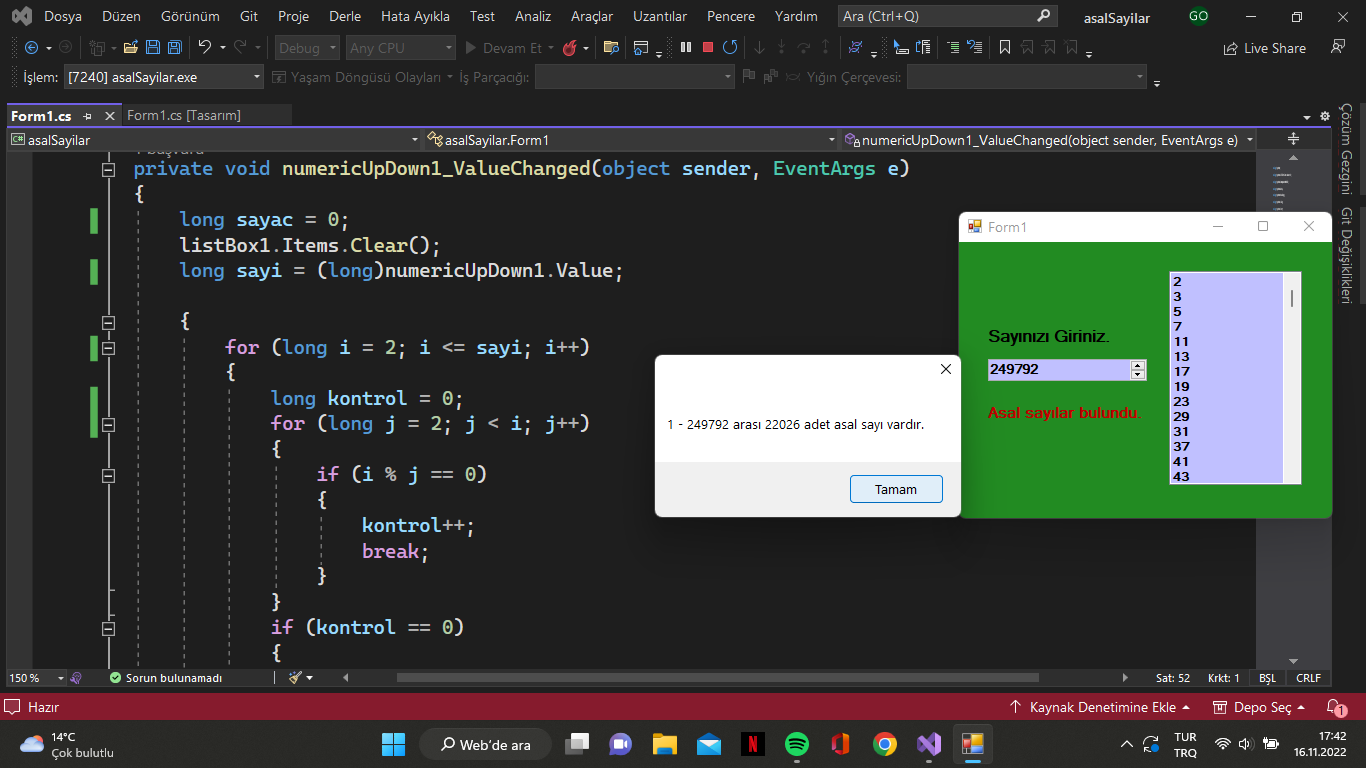 Dosya Düzen Görünüm Git Proje Derle Hata Ayıkla Test Analiz Araçlar Uzantılar Pencere Yardım Ara (Ctrl+Q) asalSayilar GO
Debug Any CPU Devam Et Live Share
İşlem: [7240] asalSayilar.exe Yaşam Döngüsü Olayları İş Parçacığı: Yığın Çerçevesi:
Form1.cs Form1.cs [Tasarım]
C# asalSayilar asalSayilar.Form1 numericUpDown1_ValueChanged(object sender, EventArgs e)
private void numericUpDown1_ValueChanged(object sender, EventArgs e)
{
long sayac = 0;
listBox1.Items.Clear();
long sayi = (long)numericUpDown1.Value;
{
for (long i = 2; i <= sayi; i++)
{
long kontrol = 0;
for (long j = 2; j < i; j++)
{
if (i % j == 0)
{
kontrol++;
break;
}
}
if (kontrol == 0)
{
1 - 249792 arası 22026 adet asal sayı vardır.
Tamam
Form1
Sayınızı Giriniz.
249792
Asal sayılar bulundu.
2
3
5
7
11
13
17
19
23
29
31
37
41
43
Çözüm Gezgini
Git Değişiklikleri
150 % Sorun bulunamadı Sat: 52 Krkt: 1 BŞL CRLF
Hazır Kaynak Denetimine Ekle Depo Seç 1
14°C
Çok bulutlu
Web'de ara
N
TUR
TRQ
17:42
16.11.2022